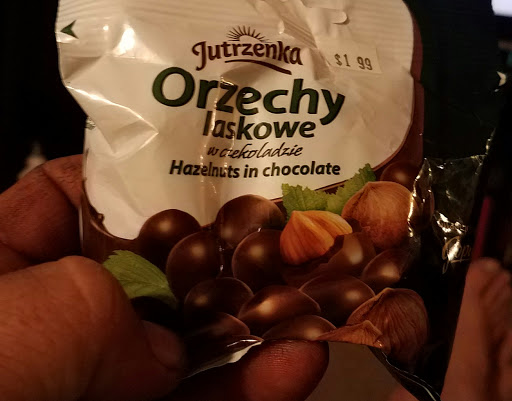 Jutrzenka
$1 99
Orzechy
laskowe
w czekoladzie
Hazelnuts in chocolate